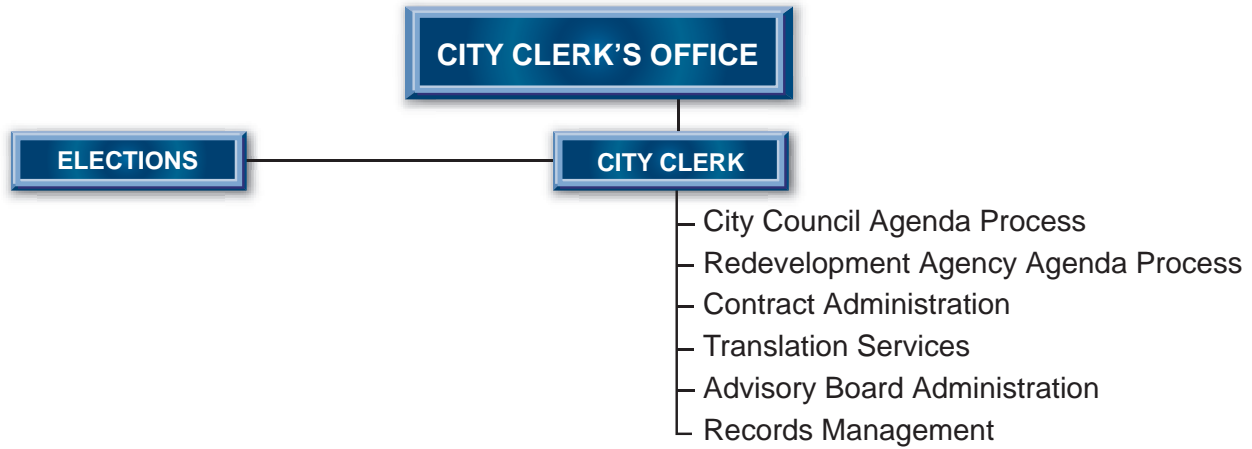 CITY CLERK’S OFFICE
ELECTIONS
CITY CLERK
City Council Agenda Process
Redevelopment Agency Agenda Process
Contract Administration
Translation Services
Advisory Board Administration
Records Management